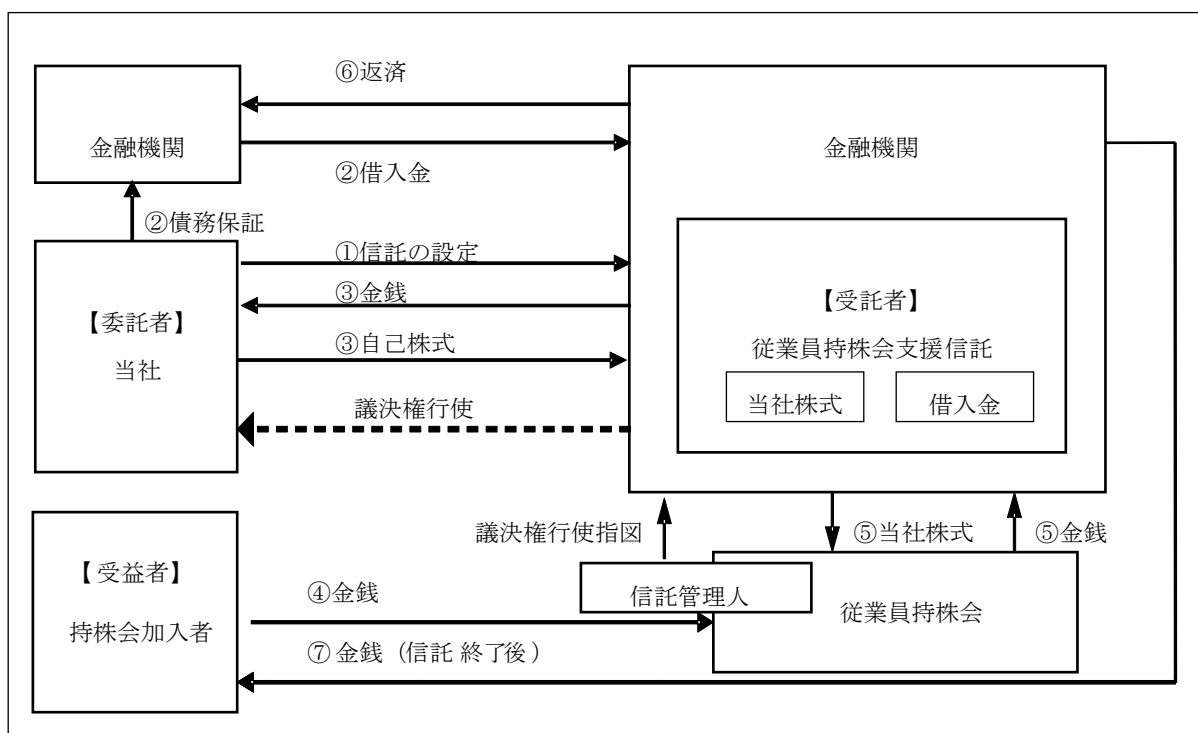 ⑥返済
金融機関
金融機関
②借入金
②債務保証
①信託の設定
③金銭
【委託者】
当社
③自己株式
【受託者】
従業員持株会支援信託
当社株式
借入金
議決権行使
議決権行使指図
⑤当社株式
⑤金銭
【受益者】
持株会加入者
④金銭
信託管理人
従業員持株会
⑦金銭（信託終了後）